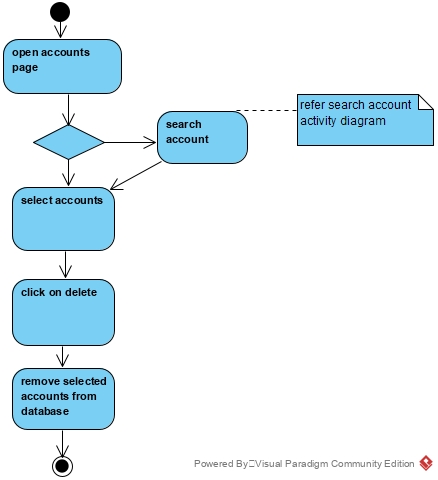 open accounts
page
search
account
refer search account
activity diagram
select accounts
click on delete
remove selected
accounts from
database
Powered By Visual Paradigm Community Edition